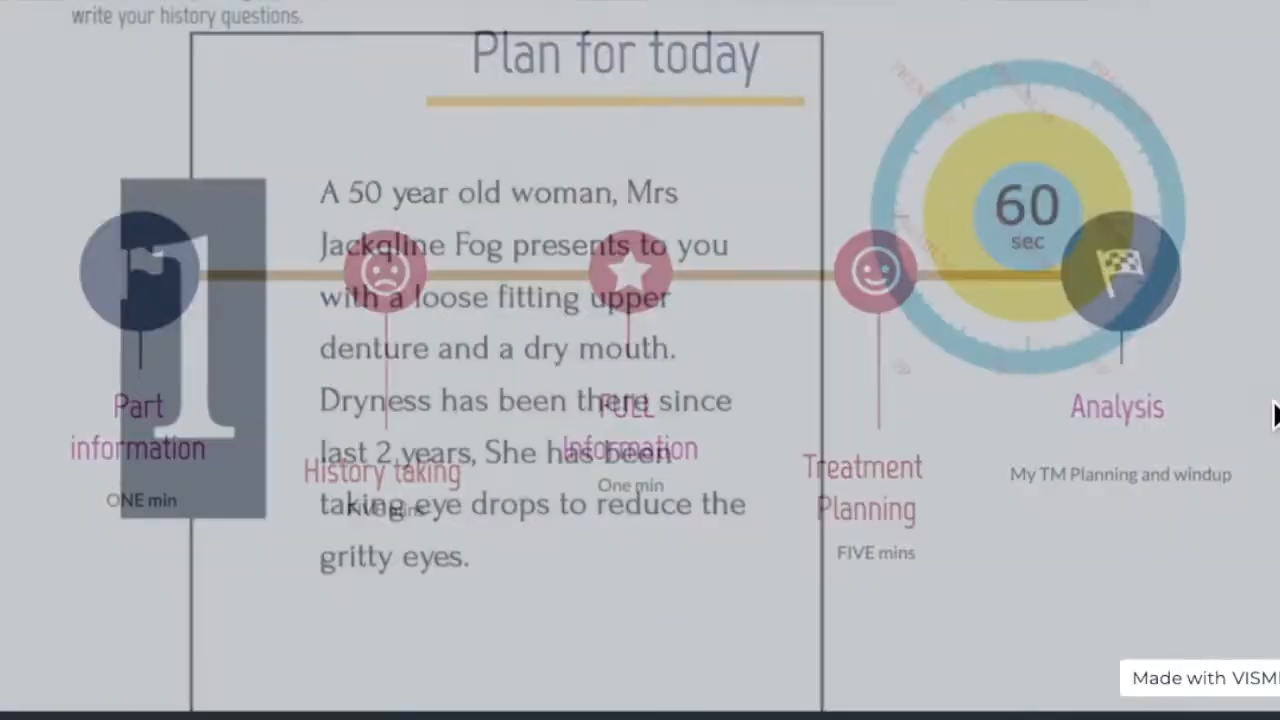 write your history questions.
Plan for today
60
sec
1
A 50 year old woman, Mrs
Jackqline Fog presents to you
with a loose fitting upper
denture and a dry mouth.
Dryness has been there since
last 2 years, She has been
taking eye drops to reduce the
gritty eyes.
Part
information
ONE min
History taking
FIVE mins
FULL
Information
One min
Treatment
Planning
FIVE mins
Analysis
My TM Planning and windup
Made with VISM